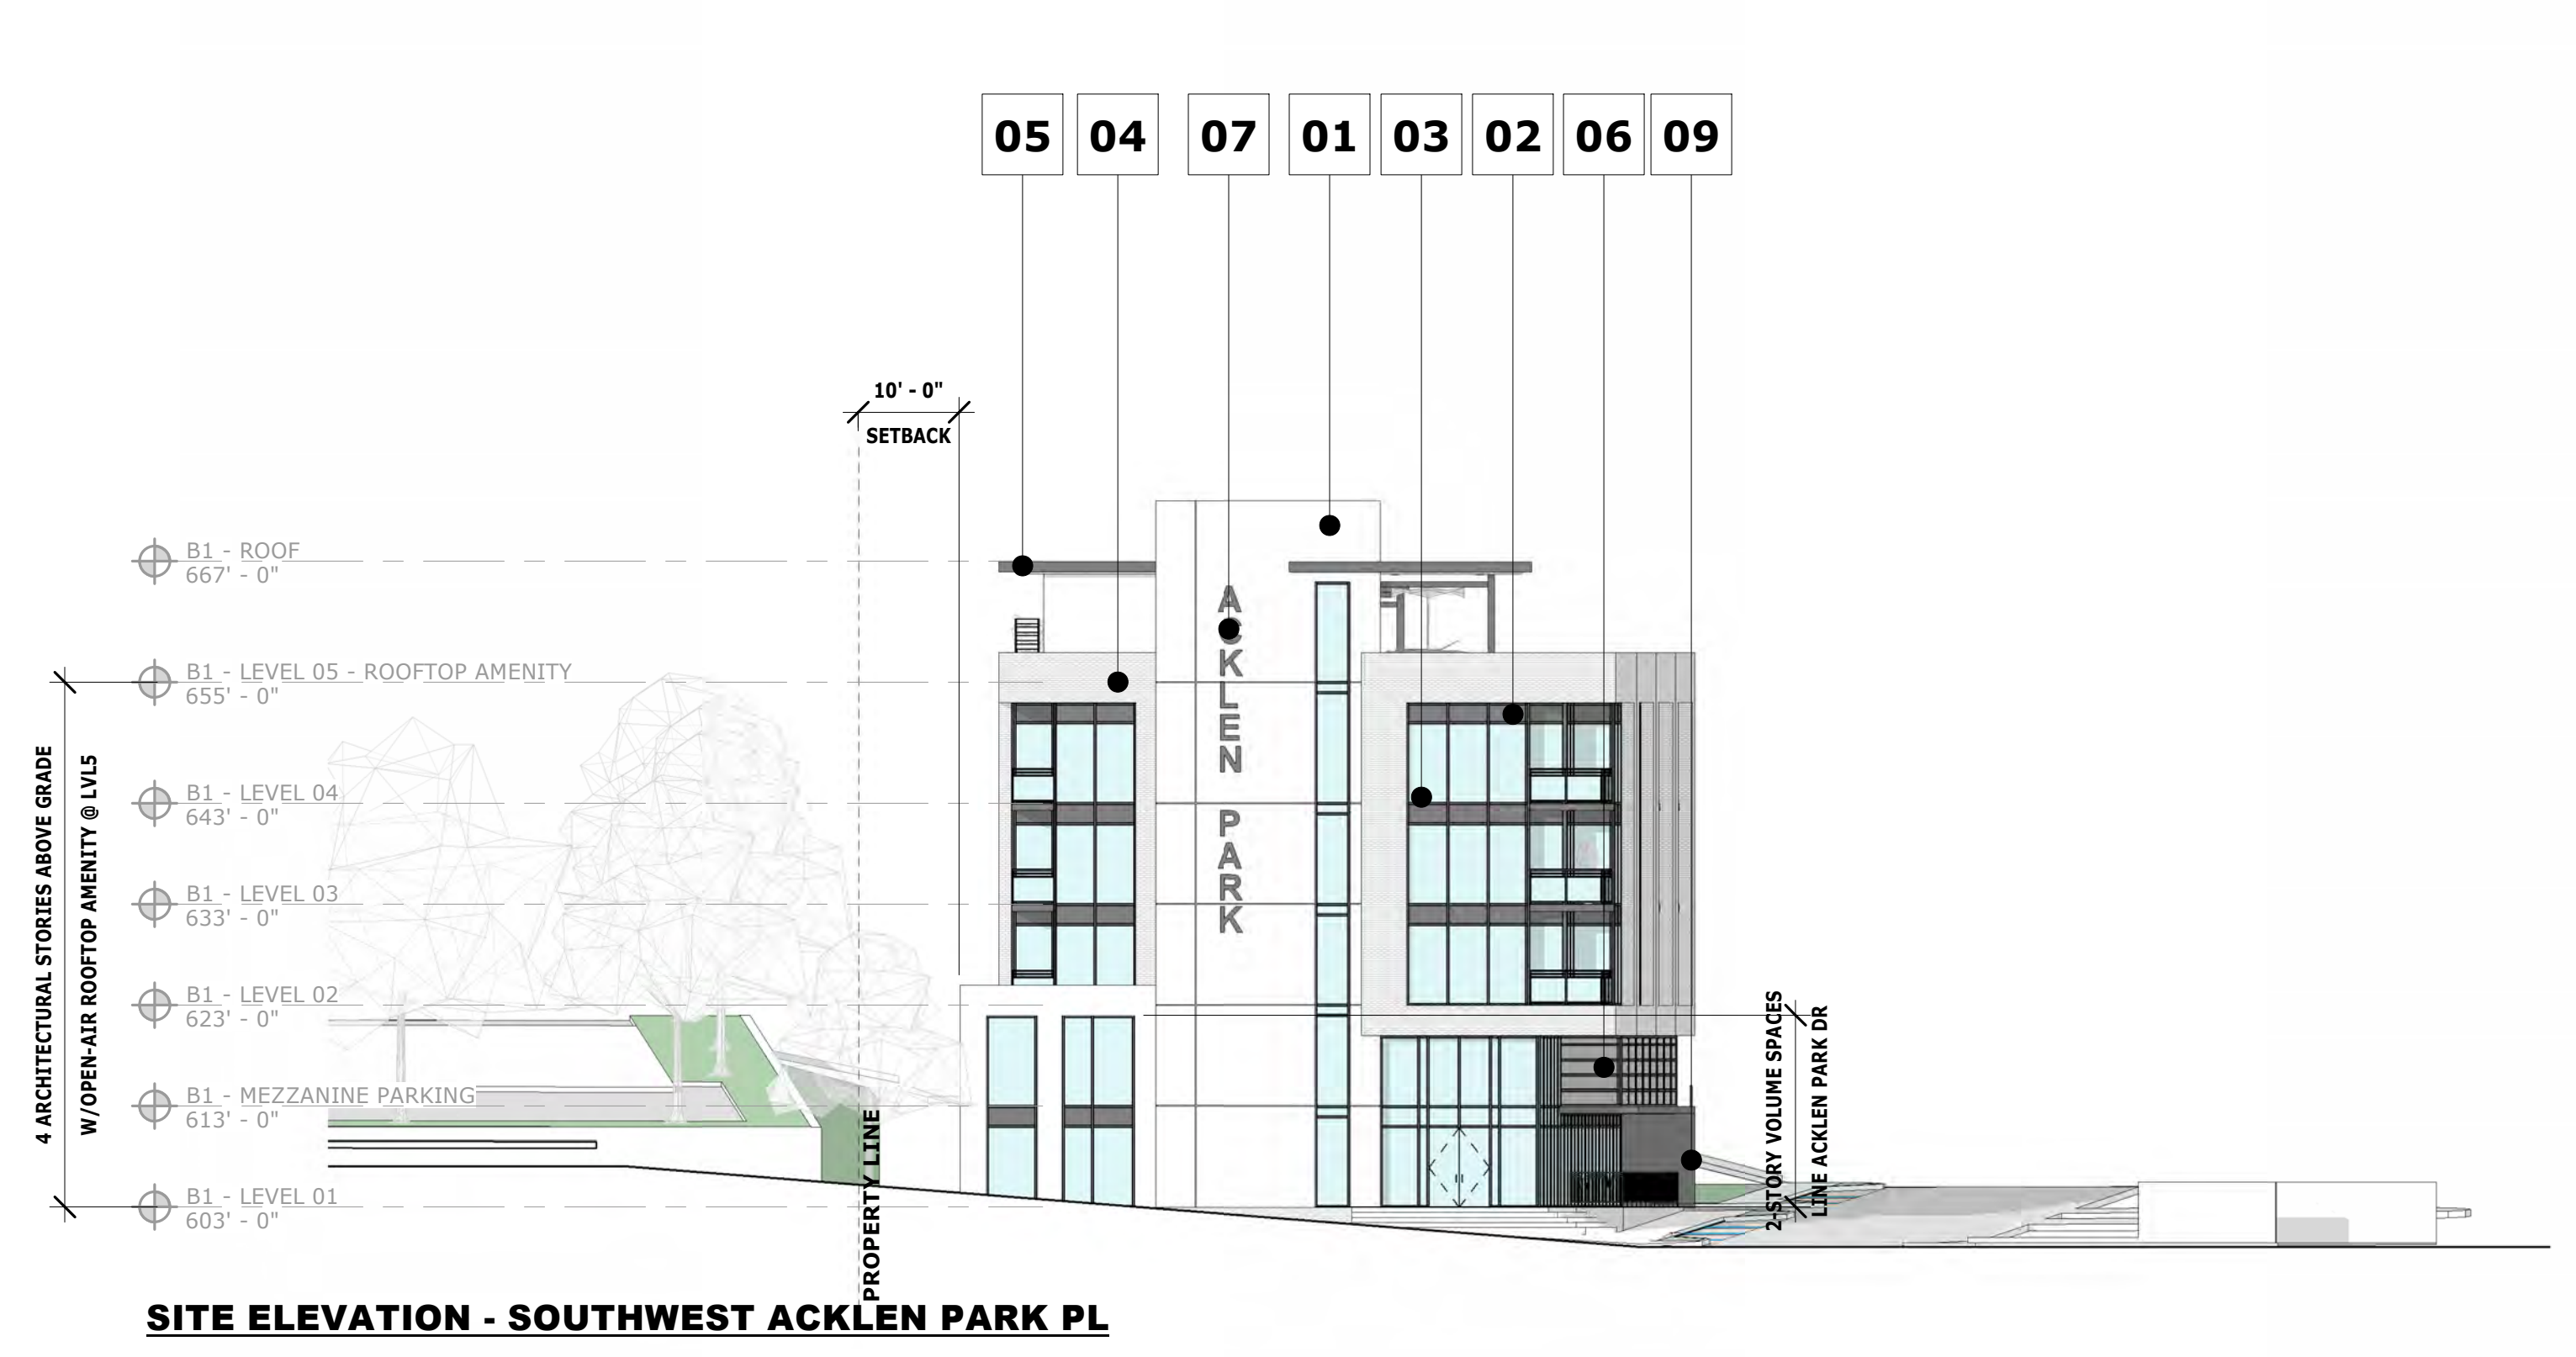 05 04 07 01 03 02 06 09
10' - 0"
SETBACK
B1 - ROOF
667' - 0"
B1 - LEVEL 05 - ROOFTOP AMENITY
655' - 0"
B1 - LEVEL 04
643' - 0"
B1 - LEVEL 03
633' - 0"
B1 - LEVEL 02
623' - 0"
B1 - MEZZANINE PARKING
613' - 0"
B1 - LEVEL 01
603' - 0"
4 ARCHITECTURAL STORIES ABOVE GRADE
W/OPEN-AIR ROOFTOP AMENITY @ LVL5
PROPERTY LINE
ACKLEN PARK
2-STORY VOLUME SPACES
LINE ACKLEN PARK DR
SITE ELEVATION - SOUTHWEST ACKLEN PARK PL